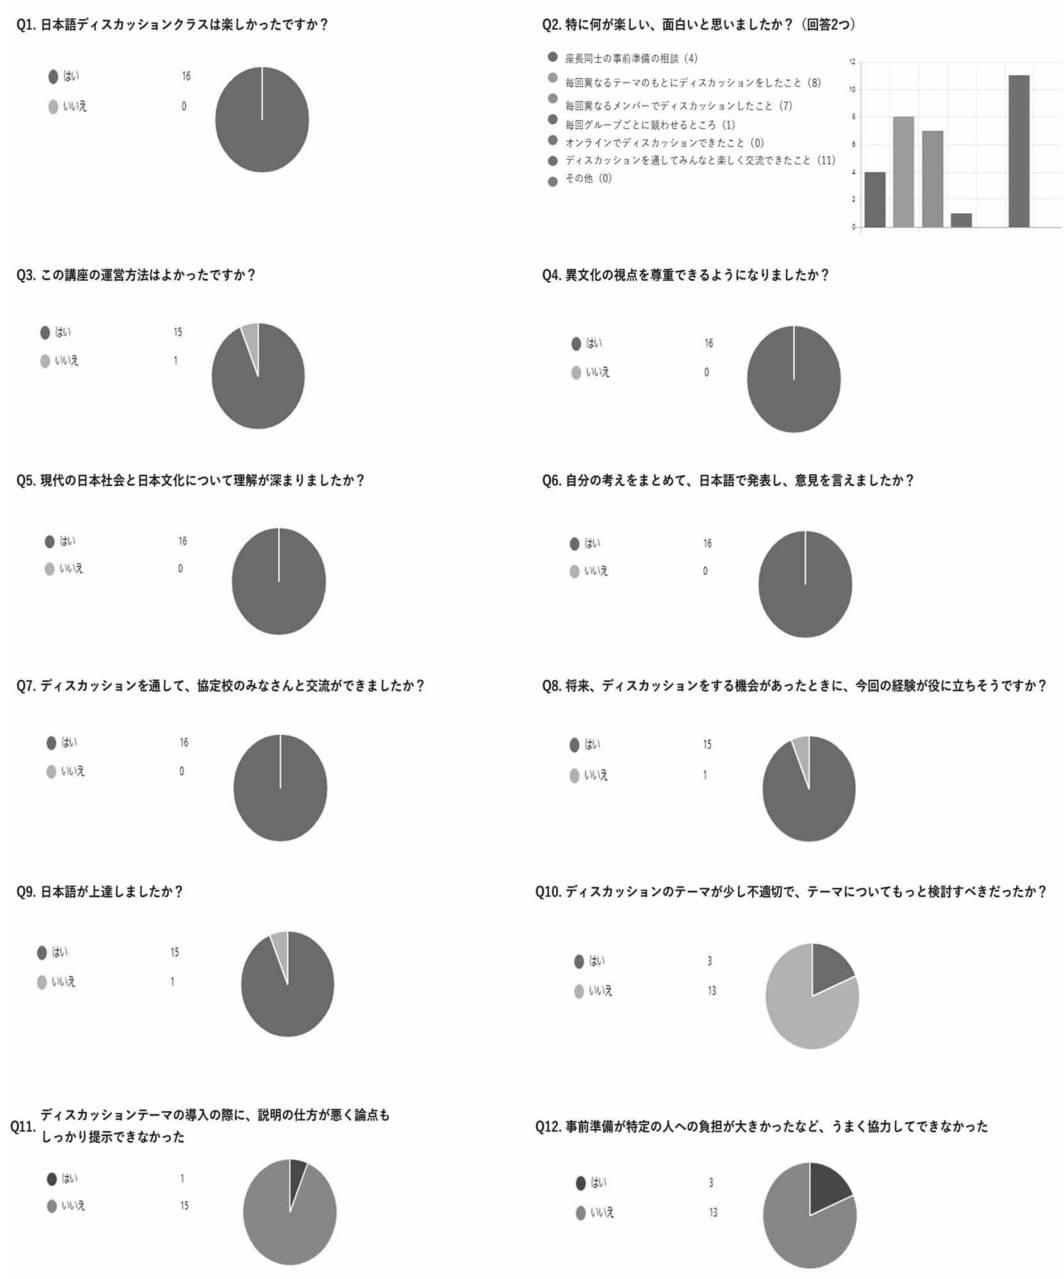 Q1. 日本語ディスカッションクラスは楽しかったですか？
はい 16
いいえ 0
Q2. 特に何が楽しい、面白いと思いましたか？（回答2つ）
座長同士の事前準備の相談（4）
毎回異なるテーマのもとにディスカッションをしたこと（8）
毎回異なるメンバーでディスカッションしたこと（7）
毎回グループごとに競わせるところ（1）
オンラインでディスカッションできたこと（0）
ディスカッションを通してみんなと楽しく交流できたこと（11）
その他（0）
12
10
8
6
4
2
0
Q3. この講座の運営方法はよかったですか？
はい 15
いいえ 1
Q4. 異文化の視点を尊重できるようになりましたか？
はい 16
いいえ 0
Q5. 現代の日本社会と日本文化について理解が深まりましたか？
はい 16
いいえ 0
Q6. 自分の考えをまとめて、日本語で発表し、意見を言えましたか？
はい 16
いいえ 0
Q7. ディスカッションを通して、協定校のみなさんと交流ができましたか？
はい 16
いいえ 0
Q8. 将来、ディスカッションをする機会があったときに、今回の経験が役に立ちそうですか？
はい 15
いいえ 1
Q9. 日本語が上達しましたか？
はい 15
いいえ 1
Q10. ディスカッションのテーマが少し不適切で、テーマについてもっと検討すべきだったか？
はい 3
いいえ 13
Q11. ディスカッションテーマの導入の際に、説明の仕方が悪く論点も
しっかり提示できなかった
はい 1
いいえ 15
Q12. 事前準備が特定の人への負担が大きかったなど、うまく協力してできなかった
はい 3
いいえ 13